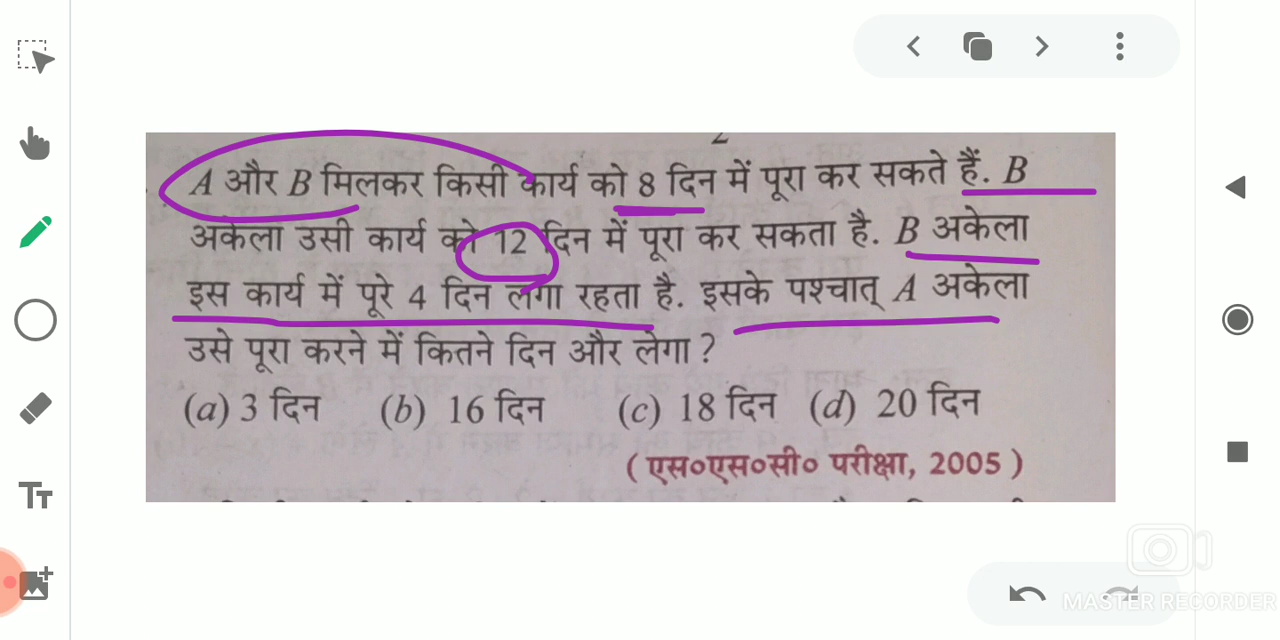 A और B मिलकर किसी कार्य को 8 दिन में पूरा कर सकते हैं. B
अकेला उसी कार्य को 12 दिन में पूरा कर सकता है. B अकेला
इस कार्य में पूरे 4 दिन लगा रहता है. इसके पश्चात् A अकेला
उसे पूरा करने में कितने दिन और लेगा ?
(a) 3 दिन (b) 16 दिन (c) 18 दिन (d) 20 दिन
( एस०एस०सी० परीक्षा, 2005 )
TT
MASTER RECORDER